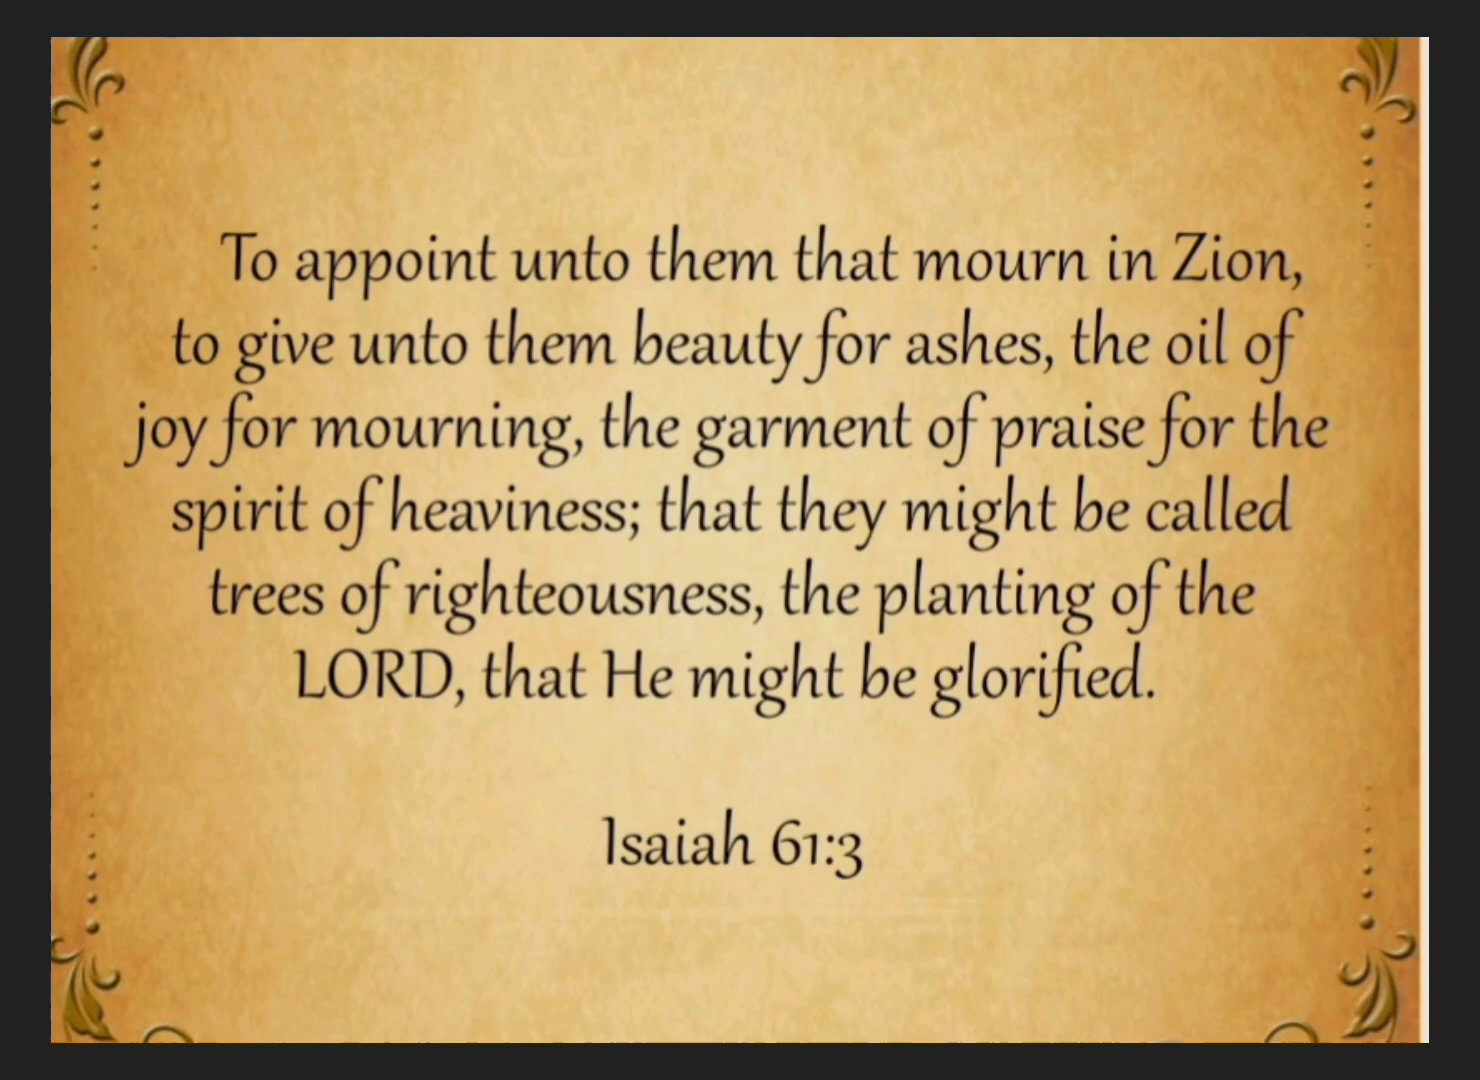 To appoint unto them that mourn in Zion,
to give unto them beauty for ashes, the oil of
joy for mourning, the garment of praise for the
spirit of heaviness; that they might be called
trees of righteousness, the planting of the
LORD, that He might be glorified.
Isaiah 61:3